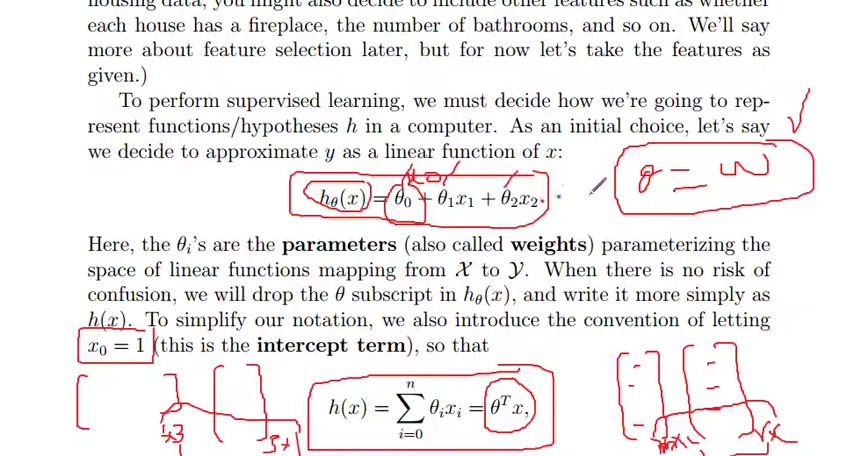 housing data, you might also decide to include other features such as whether
each house has a fireplace, the number of bathrooms, and so on. We'll say
more about feature selection later, but for now let's take the features as
given.)
To perform supervised learning, we must decide how we're going to rep-
resent functions/hypotheses h in a computer. As an initial choice, let's say
we decide to approximate y as a linear function of x:
hθ(x) = θ0 + θ1x1 + θ2x2
Here, the θi's are the parameters (also called weights) parameterizing the
space of linear functions mapping from 𝒳 to 𝒴. When there is no risk of
confusion, we will drop the θ subscript in hθ(x), and write it more simply as
h(x). To simplify our notation, we also introduce the convention of letting
x0 = 1 (this is the intercept term), so that
h(x) = ∑ᵢ₌₀ⁿ θixi = θᵀx,